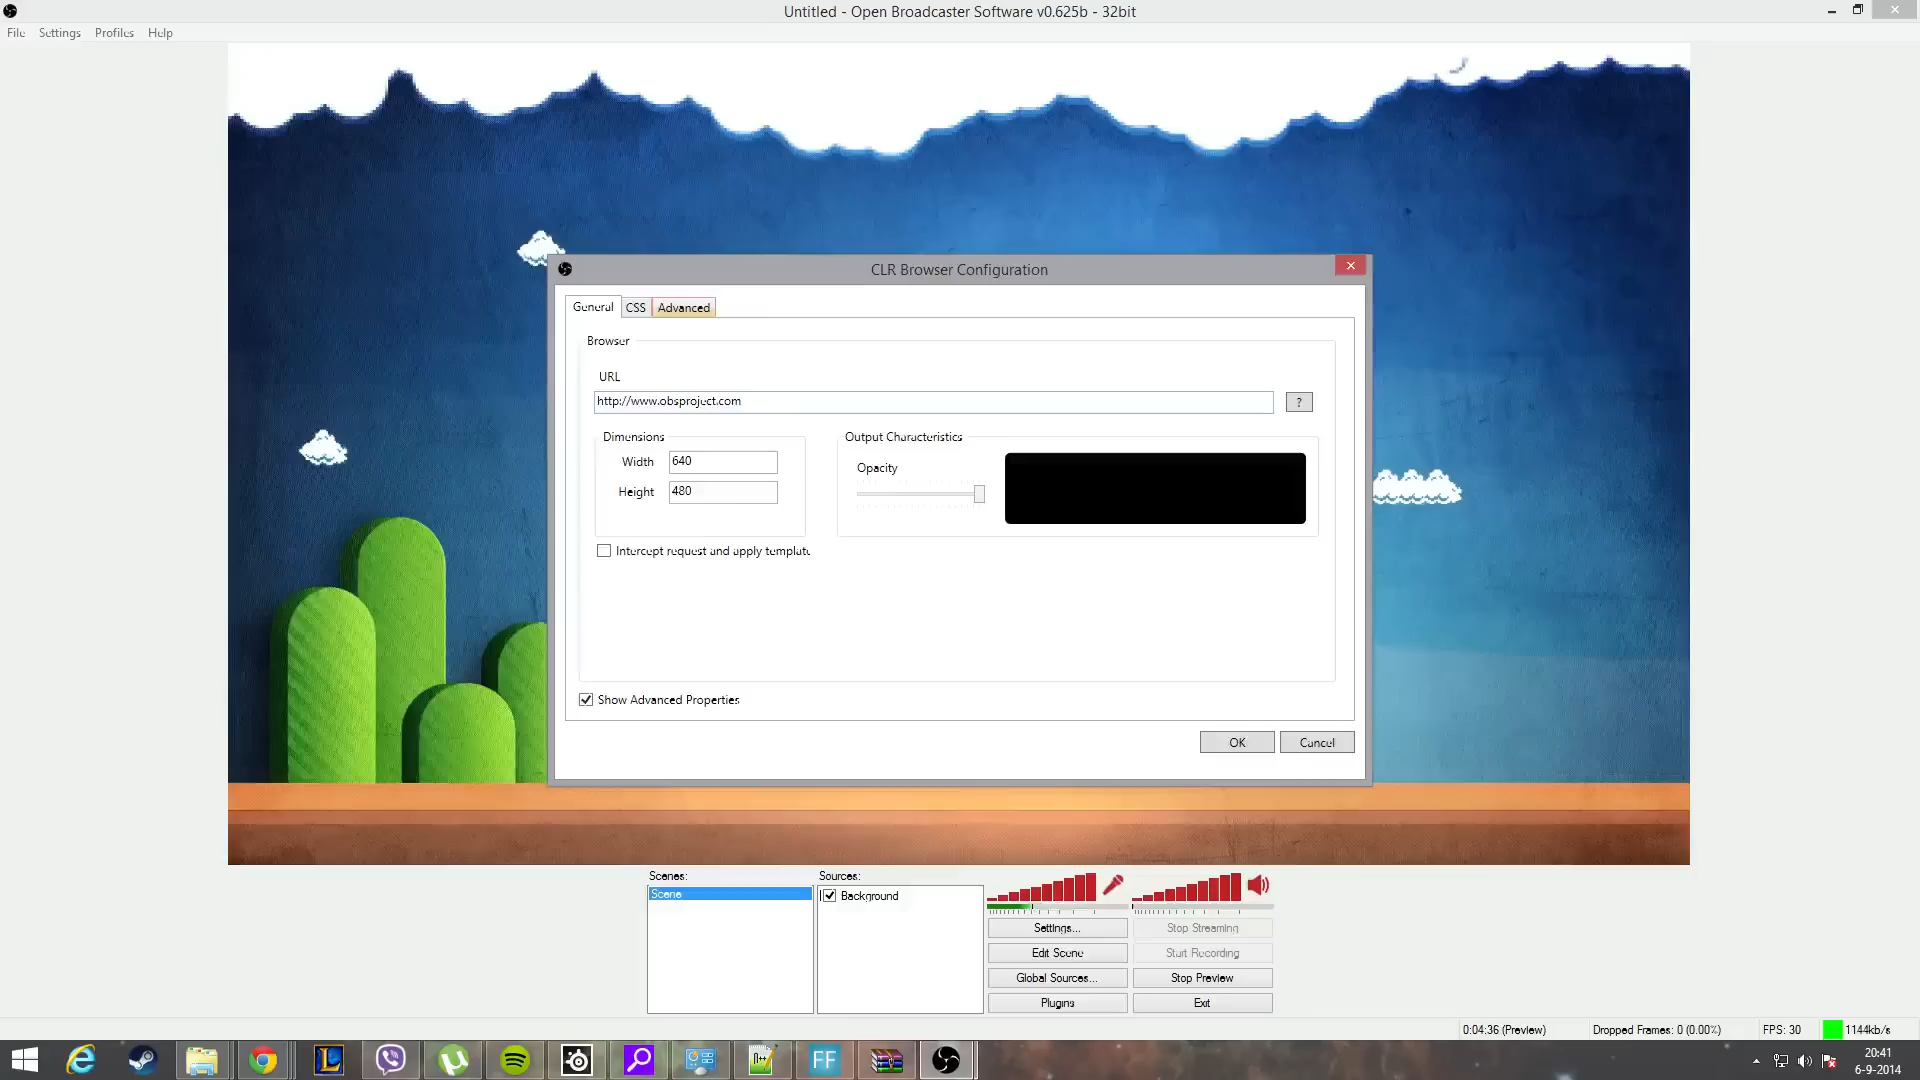 Untitled - Open Broadcaster Software v0.625b - 32bit
File Settings Profiles Help
CLR Browser Configuration
General CSS Advanced
Browser
URL
http://www.obsproject.com
?
Dimensions
Output Characteristics
Width 640
Opacity
Height 480
Intercept request and apply template
Show Advanced Properties
OK Cancel
Scenes: Sources:
Scene
Background
Settings... Stop Streaming
Edit Scene Start Recording
Global Sources... Stop Preview
Plugins Exit
0:04:36 (Preview) Dropped Frames: 0 (0.00%) FPS: 30 1144kb/s
FF
20:41
6-9-2014